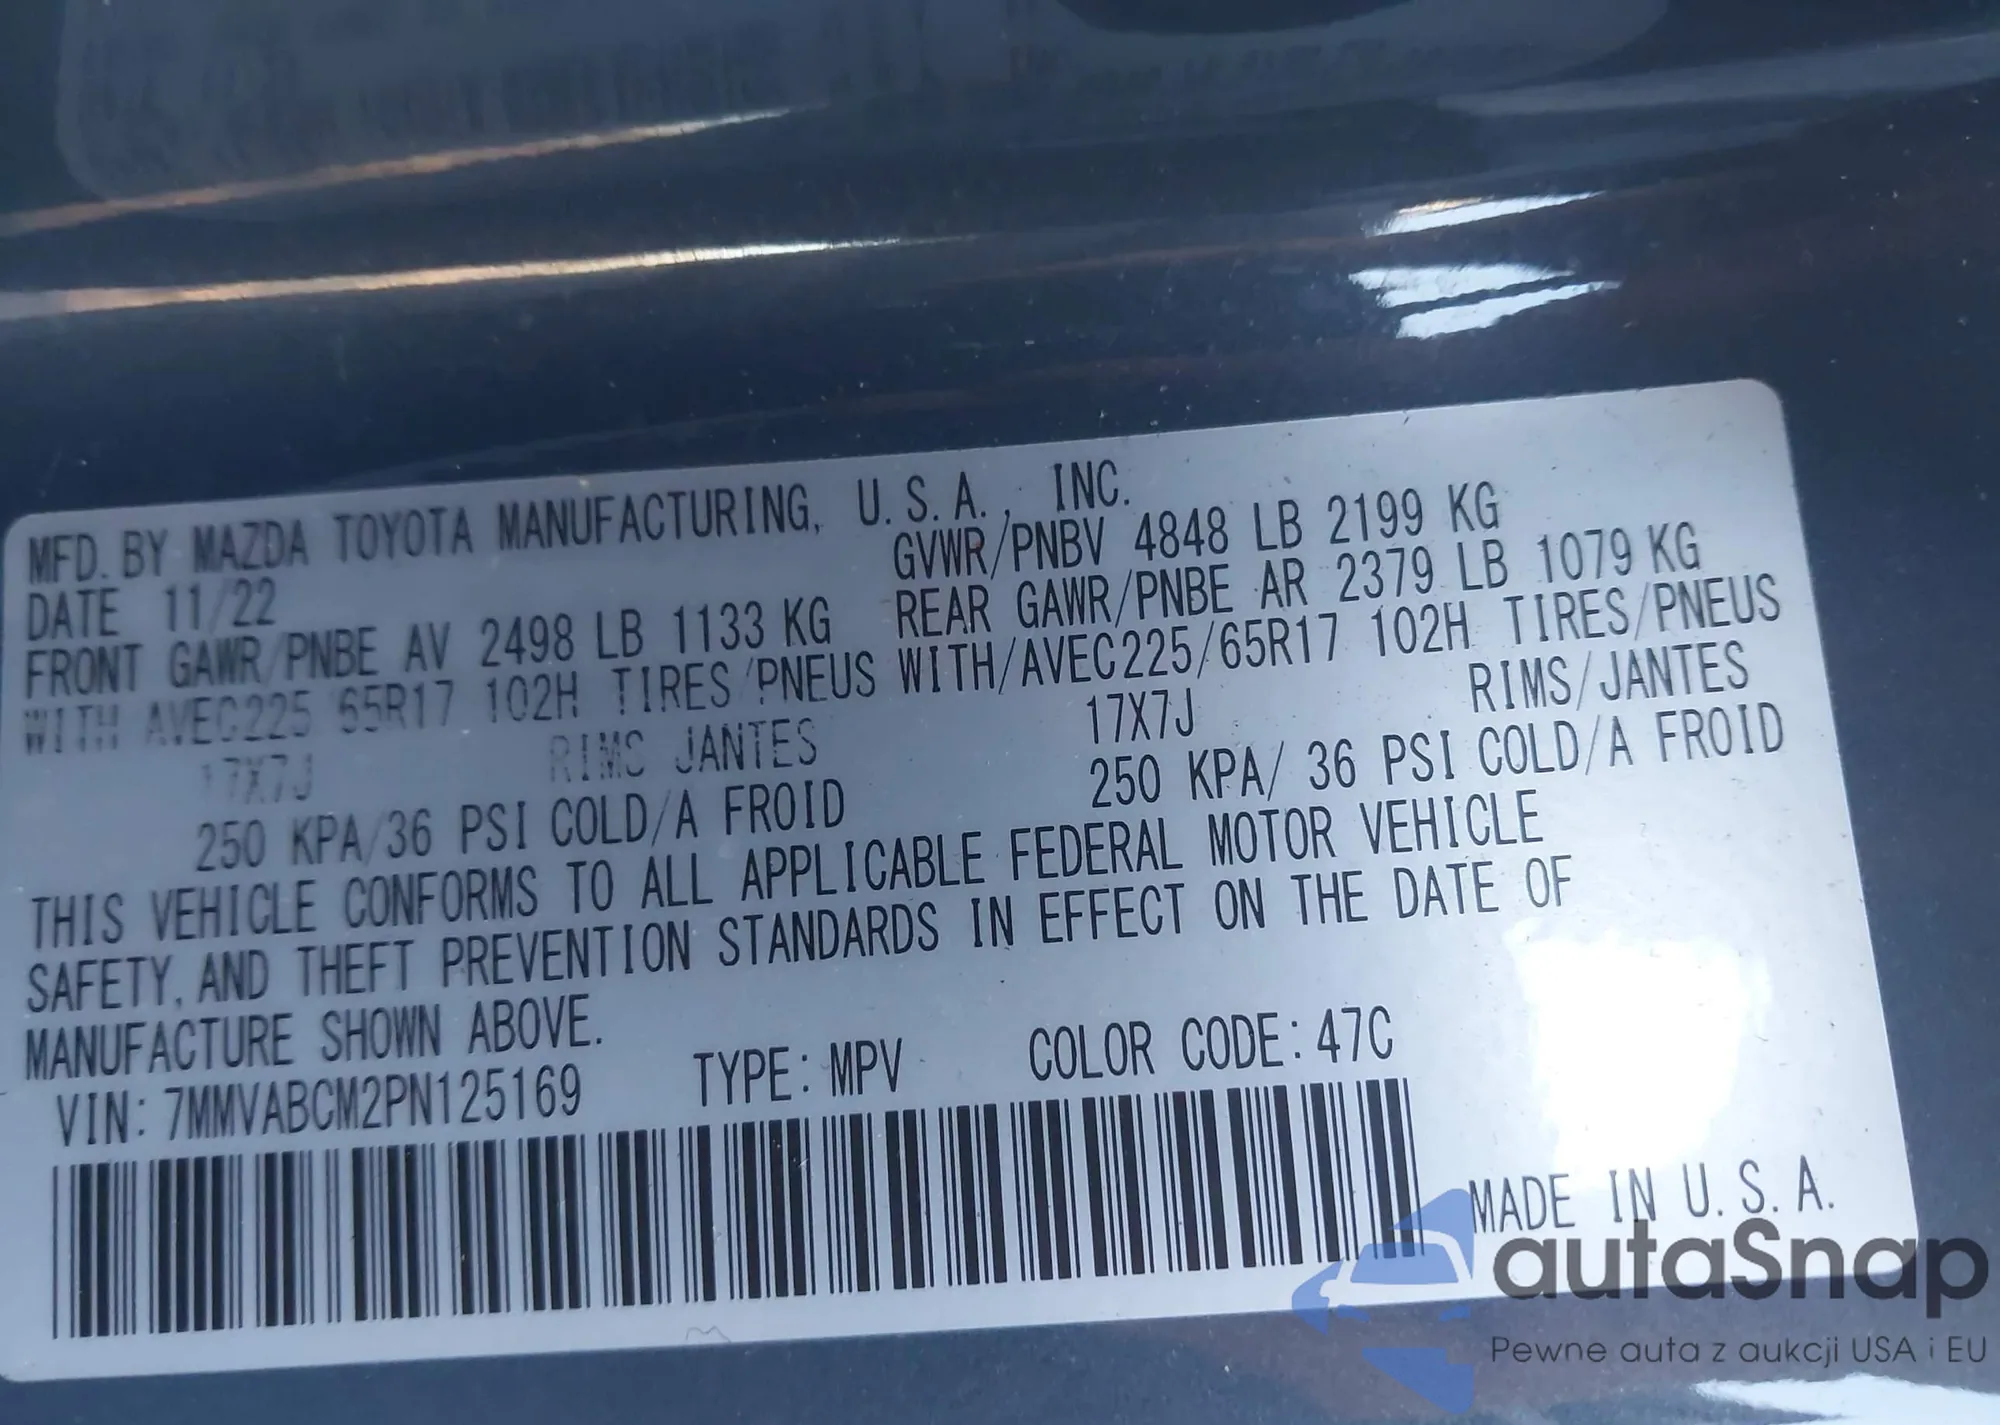 MFD. BY MAZDA TOYOTA MANUFACTURING, U.S.A., INC.
DATE 11/22 GVWR/PNBV 4848 LB 2199 KG
FRONT GAWR/PNBE AV 2498 LB 1133 KG REAR GAWR/PNBE AR 2379 LB 1079 KG
WITH AVEC225 65R17 102H TIRES/PNEUS WITH/AVEC225/65R17 102H TIRES/PNEUS
17X7J RIMS JANTES 17X7J RIMS/JANTES
250 KPA/36 PSI COLD/A FROID 250 KPA/ 36 PSI COLD/A FROID
THIS VEHICLE CONFORMS TO ALL APPLICABLE FEDERAL MOTOR VEHICLE
SAFETY, AND THEFT PREVENTION STANDARDS IN EFFECT ON THE DATE OF
MANUFACTURE SHOWN ABOVE.
VIN: 7MMVABCM2PN125169 TYPE: MPV COLOR CODE: 47C
MADE IN U.S.A.
autaSnap
Pewne auta z aukcji USA i EU